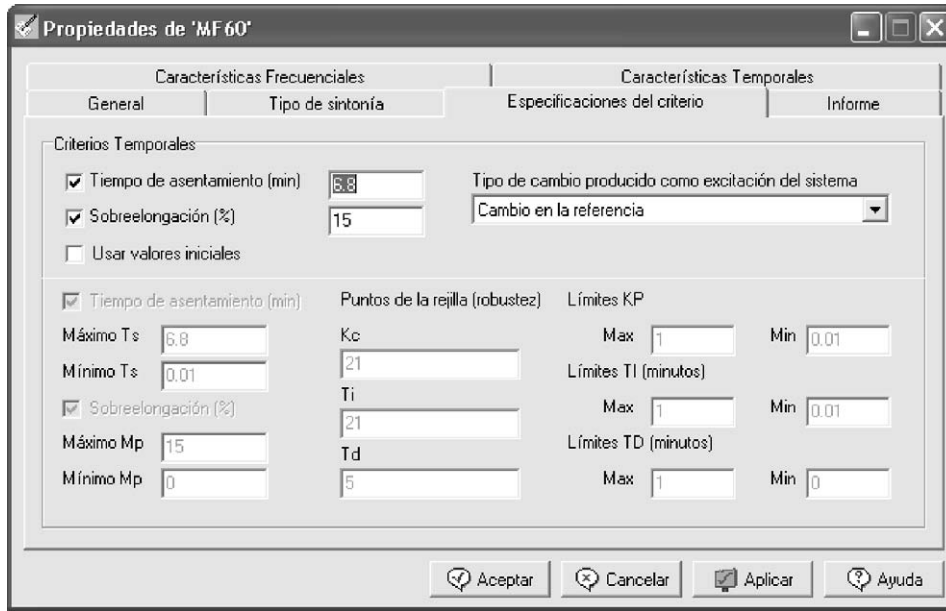 Propiedades de 'MF60'
Características Frecuenciales
Características Temporales
General
Tipo de sintonía
Especificaciones del criterio
Informe
Criterios Temporales
Tiempo de asentamiento (min)
6.8
Tipo de cambio producido como excitación del sistema
Sobreelongación (%)
15
Cambio en la referencia
Usar valores iniciales
Tiempo de asentamiento (min)
Puntos de la rejilla (robustez)
Límites KP
Máximo Ts
6.8
Kc
Max
1
Min
0.01
Mínimo Ts
0.01
21
Límites TI (minutos)
Sobreelongación (%)
Ti
21
Max
1
Min
0.01
Máximo Mp
15
Td
Límites TD (minutos)
Mínimo Mp
0
5
Max
1
Min
0
Aceptar
Cancelar
Aplicar
Ayuda